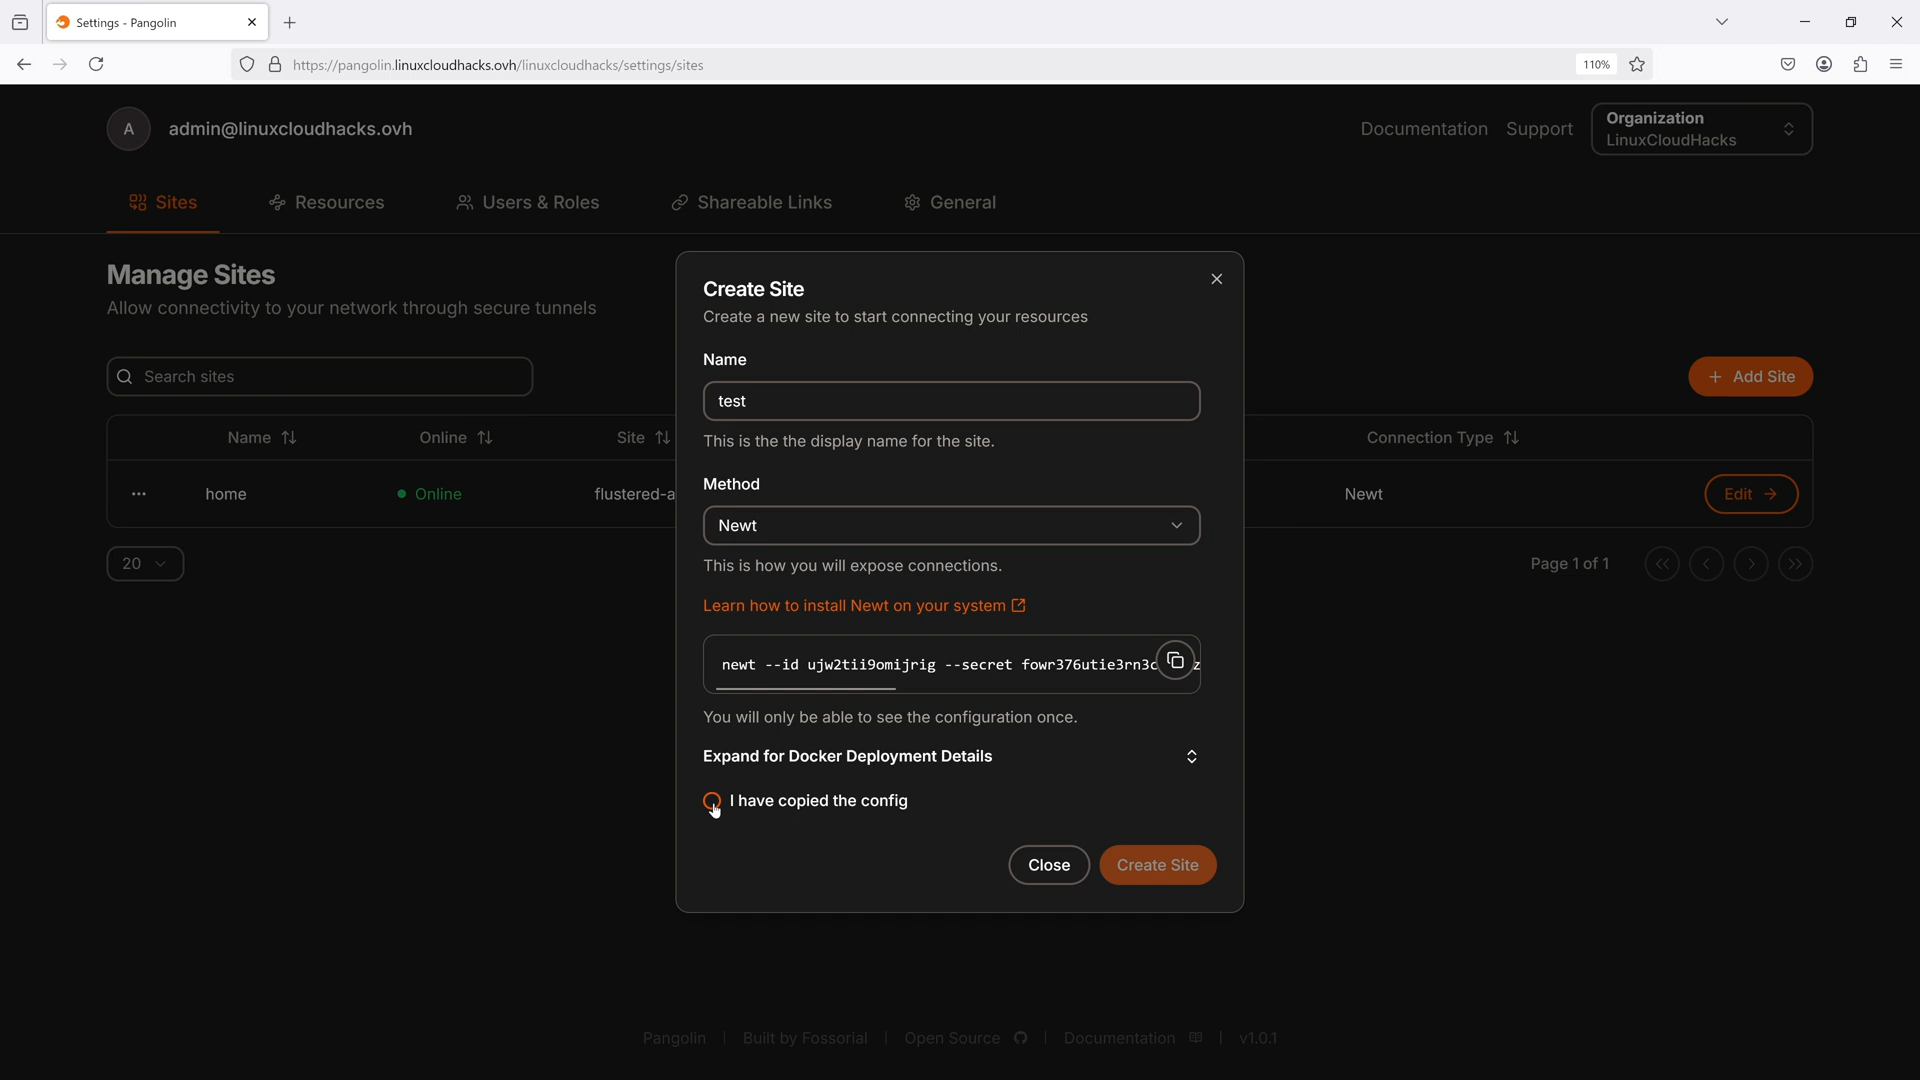 Settings - Pangolin
https://pangolin.linuxcloudhacks.ovh/linuxcloudhacks/settings/sites
110%
A
admin@linuxcloudhacks.ovh
Documentation
Support
Organization
LinuxCloudHacks
Sites
Resources
Users & Roles
Shareable Links
General
Manage Sites
Allow connectivity to your network through secure tunnels
Search sites
+ Add Site
Name
Online
Site
Connection Type
home
Online
flustered-a
Newt
Edit
20
Page 1 of 1
Create Site
Create a new site to start connecting your resources
Name
test
This is the the display name for the site.
Method
Newt
This is how you will expose connections.
Learn how to install Newt on your system
newt --id ujw2tii9omijrig --secret
You will only be able to see the configuration once.
Expand for Docker Deployment Details
I have copied the config
Close
Create Site
Pangolin
Built by Fossorial
Open Source
Documentation
v1.0.1